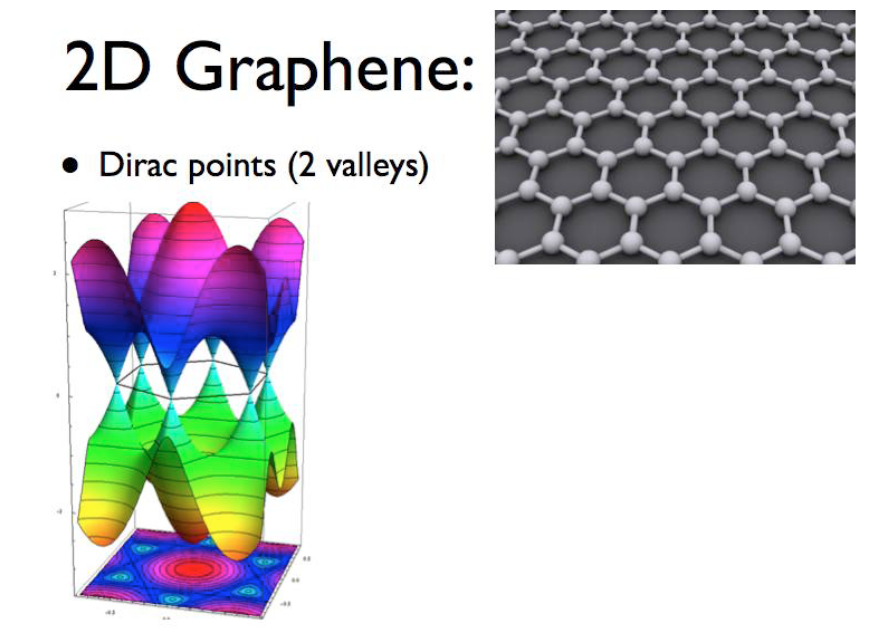 2D Graphene:
• Dirac points (2 valleys)